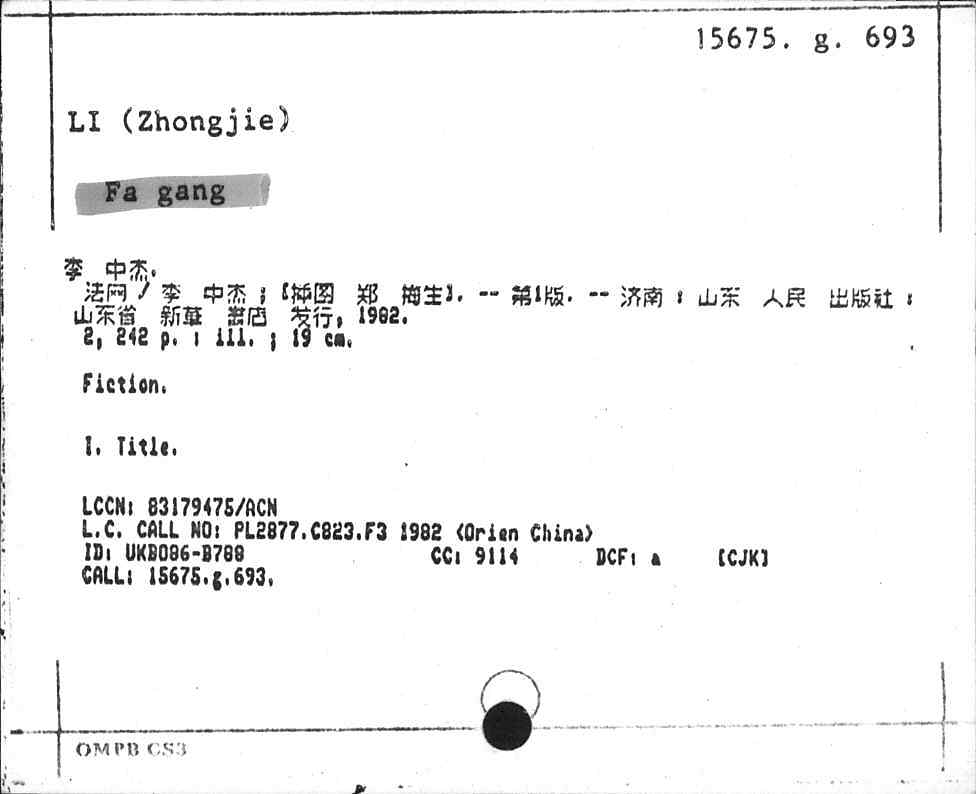 15675. g. 693
LI (Zhongjie)
Fa gang
李 中杰.
法网 / 李 中杰 ; [插图 郑 梅生]. -- 第1版. -- 济南 : 山东 人民 出版社 :
山东省 新華 書店 发行, 1982.
2, 242 p. : ill. ; 19 cm.
Fiction.
I. Title.
LCCN: 83179475/ACN
L.C. CALL NO: PL2877.C823.F3 1982 <Orien China>
ID: UKBO86-B788 CC: 9114 DCF: a [CJK]
CALL: 15675.g.693.
OMPB CS3